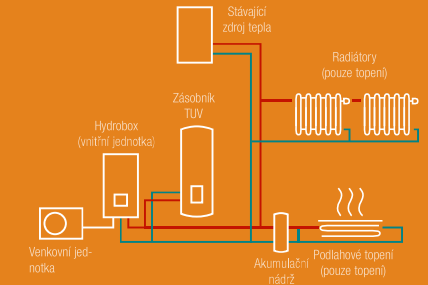 Stávající
zdroj tepla
Radiátory
(pouze topení)
Zásobník
TUV
Hydrobox
(vnitřní jednotka)
Venkovní jed-
notka
Akumulační
nádrž
Podlahové topení
(pouze topení)